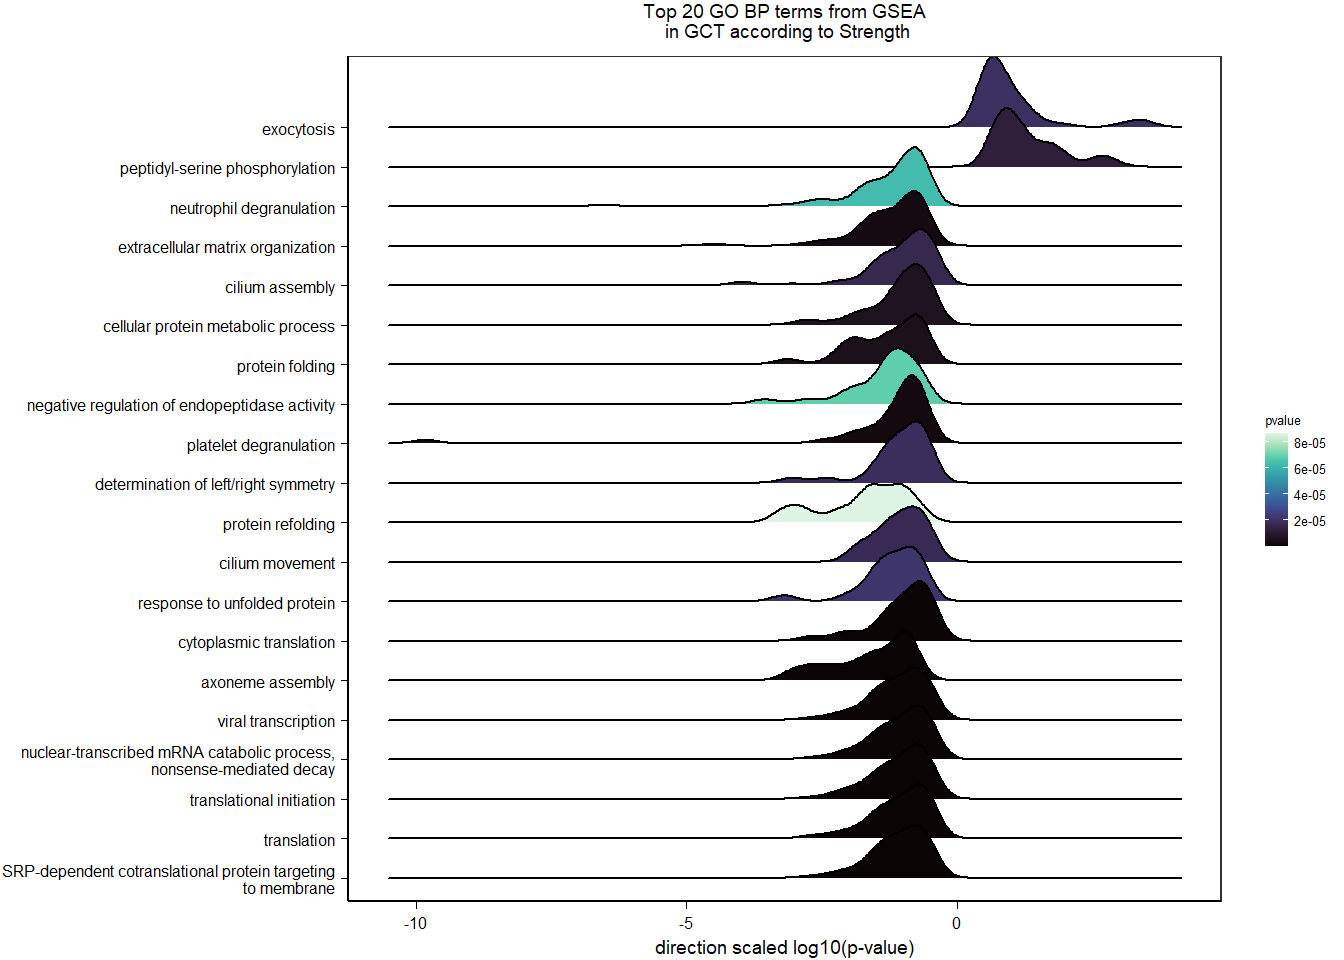 Top 20 GO BP terms from GSEA
in GCT according to Strength
exocytosis
peptidyl-serine phosphorylation
neutrophil degranulation
extracellular matrix organization
cilium assembly
cellular protein metabolic process
protein folding
negative regulation of endopeptidase activity
platelet degranulation
determination of left/right symmetry
protein refolding
cilium movement
response to unfolded protein
cytoplasmic translation
axoneme assembly
viral transcription
nuclear-transcribed mRNA catabolic process,
nonsense-mediated decay
translational initiation
translation
SRP-dependent cotranslational protein targeting
to membrane
-10 -5 0
direction scaled log10(p-value)
pvalue
8e-05
6e-05
4e-05
2e-05